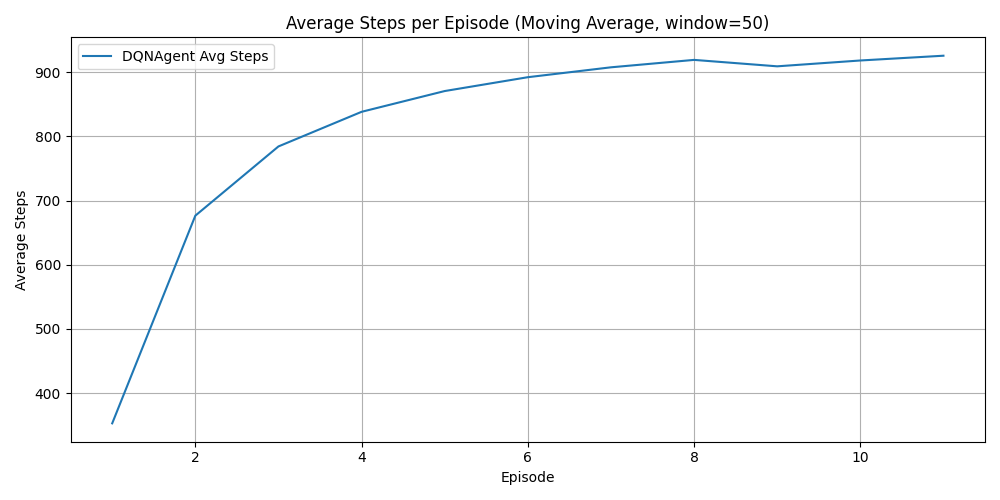 Average Steps per Episode (Moving Average, window=50)
DQNAgent Avg Steps
Average Steps
900
800
700
600
500
400
2 4 6 8 10
Episode